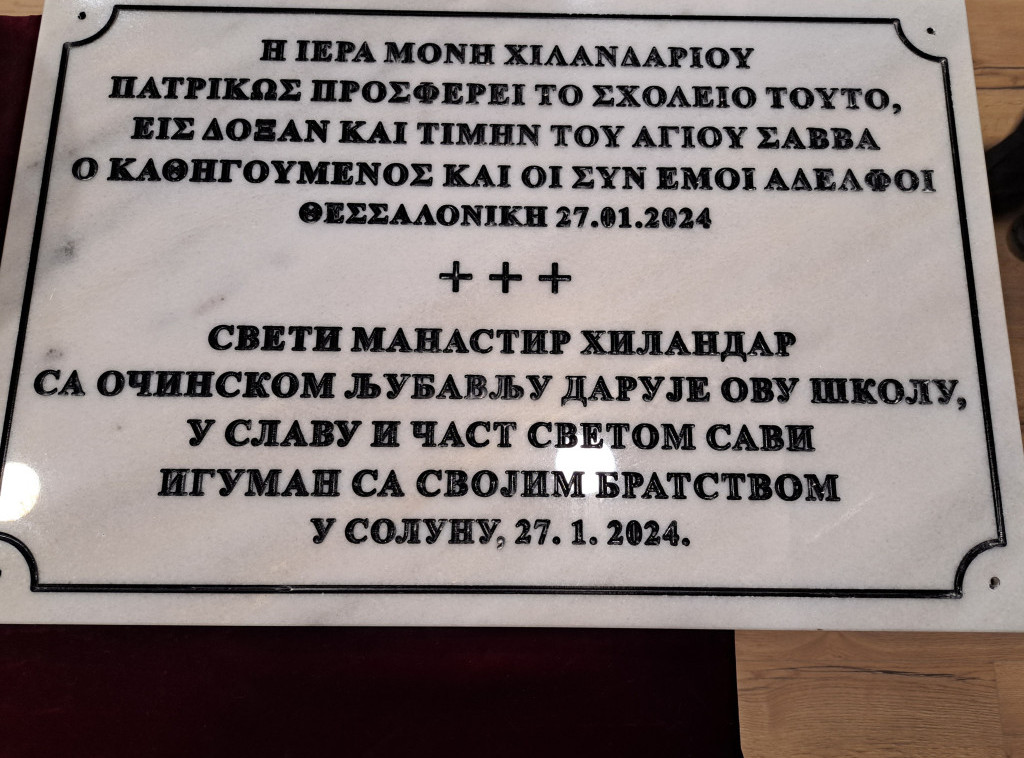 Η ΙΕΡΑ ΜΟΝΗ ΧΙΛΑΝΔΑΡΙΟΥ
ΠΑΤΡΙΚΩΣ ΠΡΟΣΦΕΡΕΙ ΤΟ ΣΧΟΛΕΙΟ ΤΟΥΤΟ,
ΕΙΣ ΔΟΞΑΝ ΚΑΙ ΤΙΜΗΝ ΤΟΥ ΑΓΙΟΥ ΣΑΒΒΑ
Ο ΚΑΘΗΓΟΥΜΕΝΟΣ ΚΑΙ ΟΙ ΣΥΝ ΕΜΟΙ ΑΔΕΛΦΟΙ
ΘΕΣΣΑΛΟΝΙΚΗ 27.01.2024
+ + +
СВЕТИ МАНАСТИР ХИЛАНДАР
СА ОЧИНСКОМ ЉУБАВЉУ ДАРУЈЕ ОВУ ШКОЛУ,
У СЛАВУ И ЧАСТ СВЕТОМ САВИ
ИГУМАН СА СВОЈИМ БРАТСТВОМ
У СОЛУНУ, 27. 1. 2024.